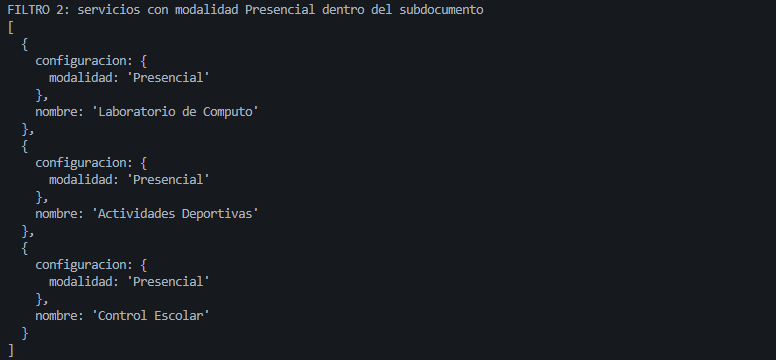 FILTRO 2: servicios con modalidad Presencial dentro del subdocumento
[
  {
    configuracion: {
      modalidad: 'Presencial'
    },
    nombre: 'Laboratorio de Computo'
  },
  {
    configuracion: {
      modalidad: 'Presencial'
    },
    nombre: 'Actividades Deportivas'
  },
  {
    configuracion: {
      modalidad: 'Presencial'
    },
    nombre: 'Control Escolar'
  }
]